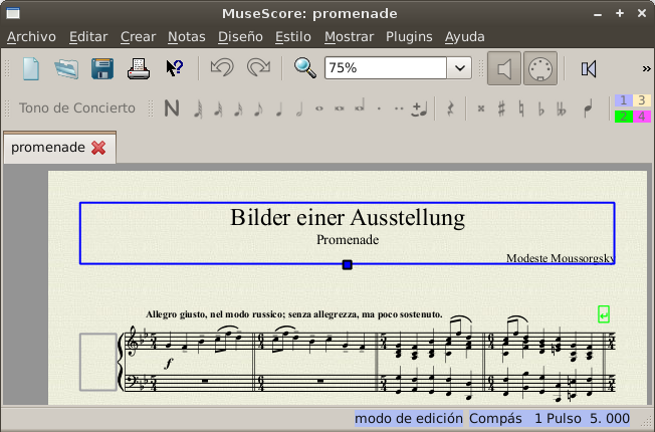 MuseScore: promenade
Archivo Editar Crear Notas Diseño Estilo Mostrar Plugins Ayuda
75%
Tono de Concierto N 1 3
2 4
promenade
Bilder einer Ausstellung
Promenade
Modeste Moussorgsky
Allegro giusto, nel modo russico; senza allegrezza, ma poco sostenuto.
f
modo de edición Compás 1 Pulso 5. 000